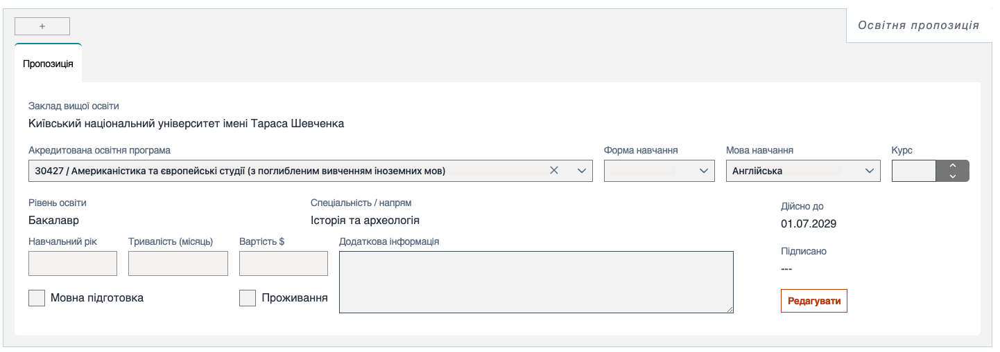 +
Освітня пропозиція
Пропозиція
Заклад вищої освіти
Київський національний університет імені Тараса Шевченка
Акредитована освітня програма
Форма навчання
Мова навчання
Курс
30427 / Американістика та європейські студії (з поглибленим вивченням іноземних мов)
Англійська
Рівень освіти
Спеціальність / напрям
Дійсно до
Бакалавр
Історія та археологія
01.07.2029
Навчальний рік
Тривалість (місяць)
Вартість $
Додаткова інформація
Підписано
---
Мовна підготовка
Проживання
Редагувати